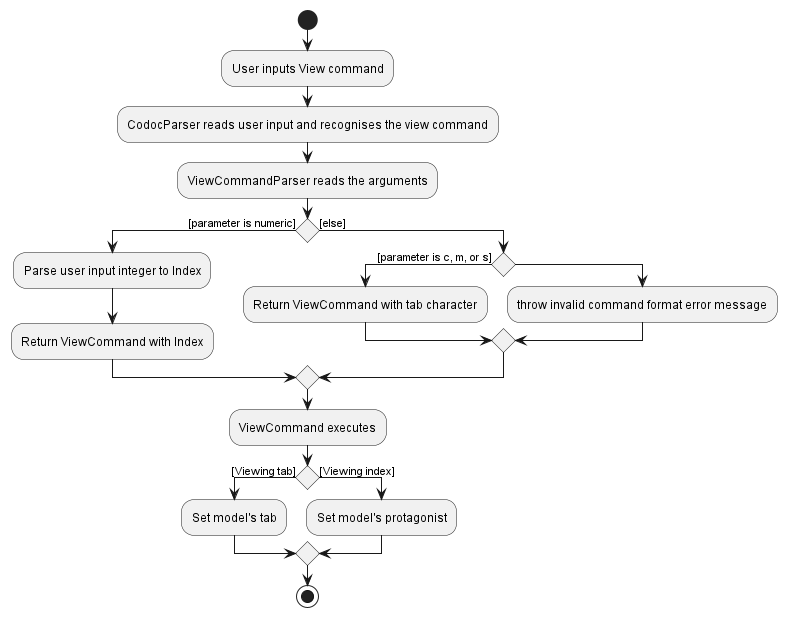 User inputs View command
CodocParser reads user input and recognises the view command
ViewCommandParser reads the arguments
[parameter is numeric]
[else]
Parse user input integer to Index
Return ViewCommand with Index
[parameter is c, m, or s]
Return ViewCommand with tab character
throw invalid command format error message
ViewCommand executes
[Viewing tab]
[Viewing index]
Set model's tab
Set model's protagonist